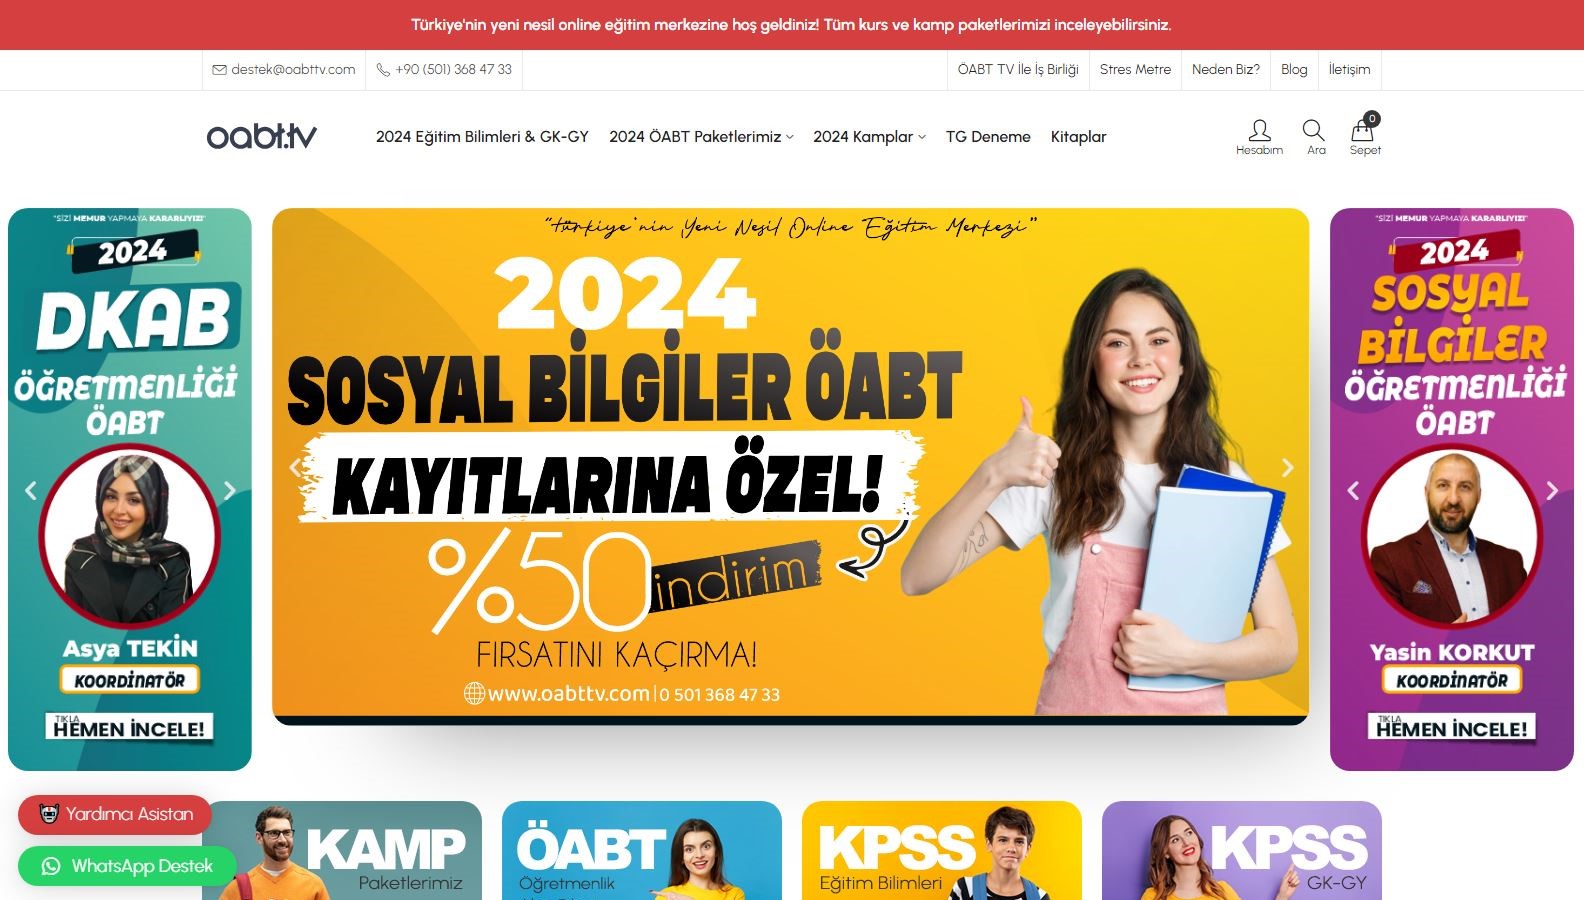 Türkiye'nin yeni nesil online eğitim merkezine hoş geldiniz! Tüm kurs ve kamp paketlerimizi inceleyebilirsiniz.
destek@oabttv.com
+90 (501) 368 47 33
ÖABT TV İle İş Birliği
Stres Metre
Neden Biz?
Blog
İletişim
oabt.tv
2024 Eğitim Bilimleri & GK-GY
2024 ÖABT Paketlerimiz
2024 Kamplar
TG Deneme
Kitaplar
Hesabım
Ara
0
Sepet
"SİZİ MEMUR YAPMAYA KARARLIYIZ!"
2024
DKAB
ÖĞRETMENLİĞİ
ÖABT
Asya TEKİN
KOORDİNATÖR
TIKLA
HEMEN İNCELE!
"türkiye'nin Yeni Nesil Online Eğitim Merkezi"
2024
SOSYAL BİLGİLER ÖABT
KAYITLARINA ÖZEL!
%50 indirim
FIRSATINI KAÇIRMA!
www.oabttv.com | 0 501 368 47 33
"SİZİ MEMUR YAPMAYA KARARLIYIZ!"
2024
SOSYAL
BİLGİLER
ÖĞRETMENLİĞİ
ÖABT
Yasin KORKUT
KOORDİNATÖR
TIKLA
HEMEN İNCELE!
Yardımcı Asistan
WhatsApp Destek
KAMP
Paketlerimiz
ÖABT
Öğretmenlik
KPSS
Eğitim Bilimleri
KPSS
GK-GY